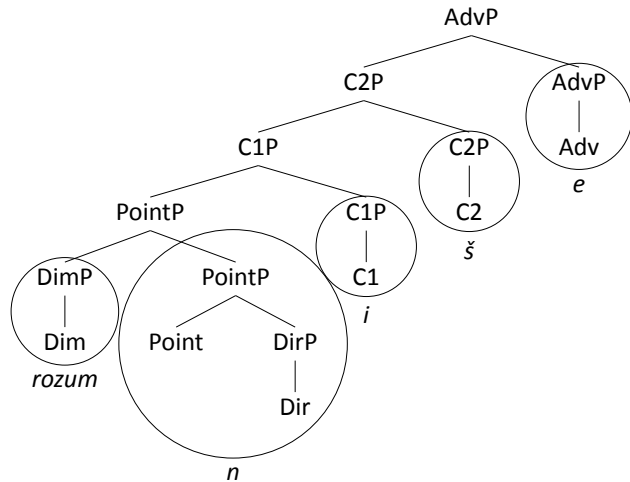 AdvP
C2P AdvP
C1P C2P Adv
e
PointP C1P C2
š
DimP PointP C1
i
Dim Point DirP
rozum
Dir
n